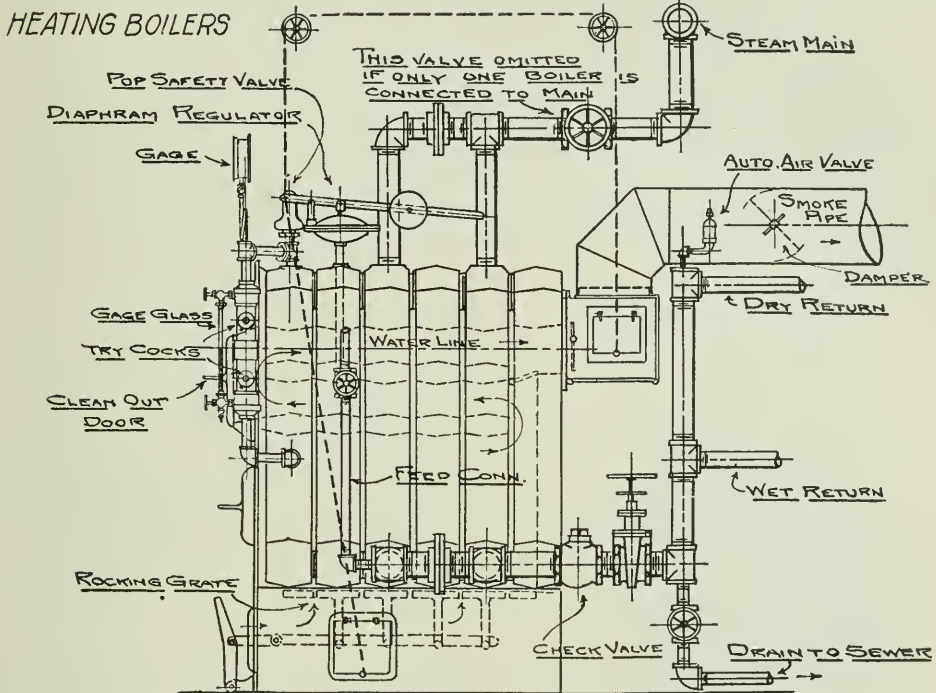 HEATING BOILERS
STEAM MAIN
THIS VALVE OMITTED
IF ONLY ONE BOILER IS
CONNECTED TO MAIN
POP SAFETY VALVE
DIAPHRAM REGULATOR
GAGE
AUTO. AIR VALVE
SMOKE
PIPE
DAMPER
DRY RETURN
GAGE GLASS
WATER LINE
TRY COCKS
CLEAN OUT
DOOR
FEED CONN.
WET RETURN
ROCKING GRATE
CHECK VALVE
DRAIN TO SEWER